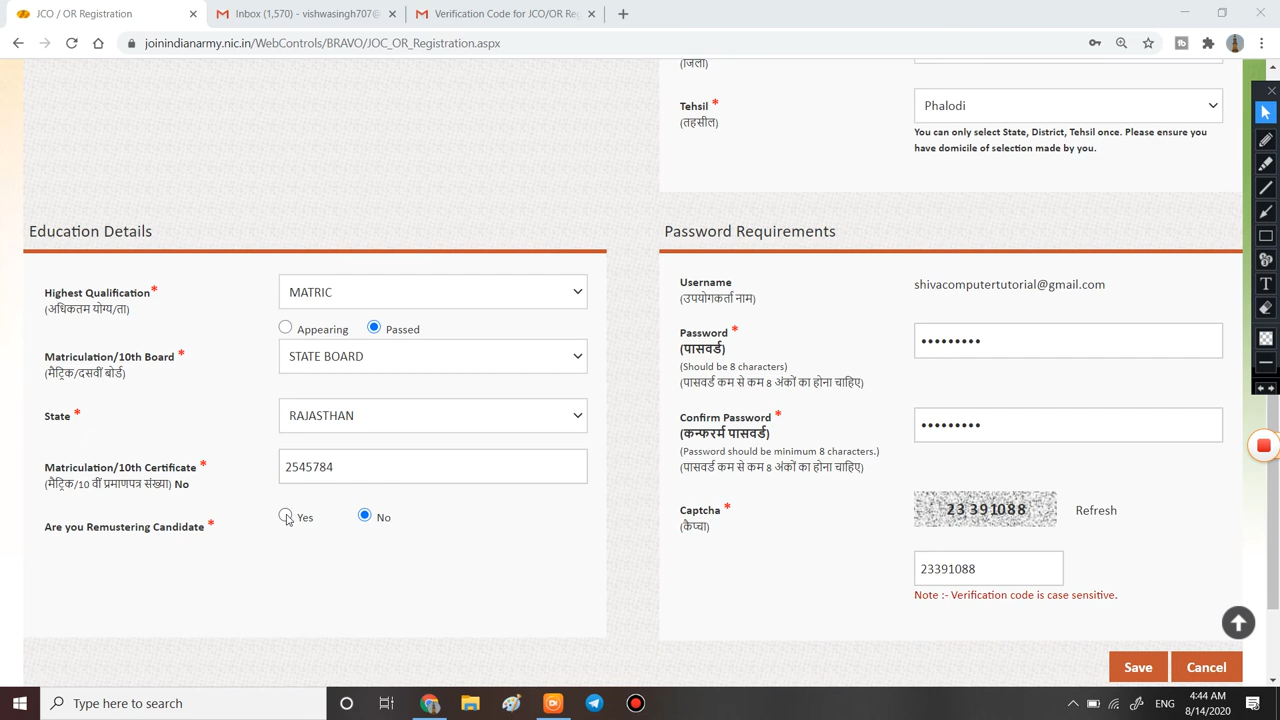 JCO / OR Registration
Inbox (1,570) - vishwasingh707@
Verification Code for JCO/OR Reg
joinindianarmy.nic.in/WebControls/BRAVO/JOC_OR_Registration.aspx
(जिला)
Tehsil *
(तहसील)
Phalodi
You can only select State, District, Tehsil once. Please ensure you
have domicile of selection made by you.
Education Details
Highest Qualification*
(अधिकतम योग्य/ता)
MATRIC
Appearing
Passed
Matriculation/10th Board *
(मैट्रिक/दसवीं बोर्ड)
STATE BOARD
State *
RAJASTHAN
Matriculation/10th Certificate *
(मैट्रिक/10 वीं प्रमाणपत्र संख्या) No
2545784
Are you Remustering Candidate *
Yes
No
Password Requirements
Username
(उपयोगकर्ता नाम)
shivacomputertutorial@gmail.com
Password *
(पासवर्ड)
(Should be 8 characters)
(पासवर्ड कम से कम 8 अंकों का होना चाहिए)
•••••••••
Confirm Password *
(कन्फर्म पासवर्ड)
(Password should be minimum 8 characters.)
(पासवर्ड कम से कम 8 अंकों का होना चाहिए)
•••••••••
Captcha *
(कैप्चा)
23391088
Refresh
23391088
Note :- Verification code is case sensitive.
Save
Cancel
Type here to search
4:44 AM
8/14/2020